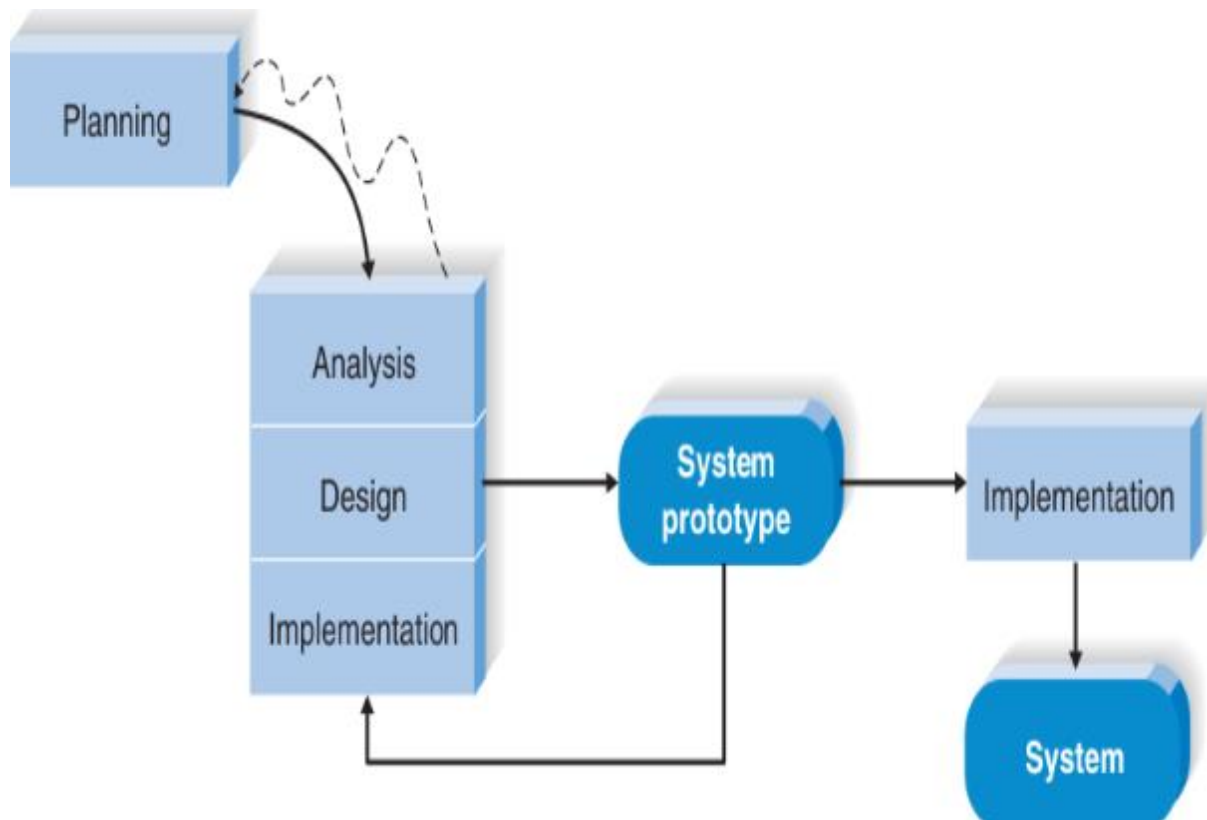 Planning
Analysis
Design
Implementation
System
prototype
Implementation
System